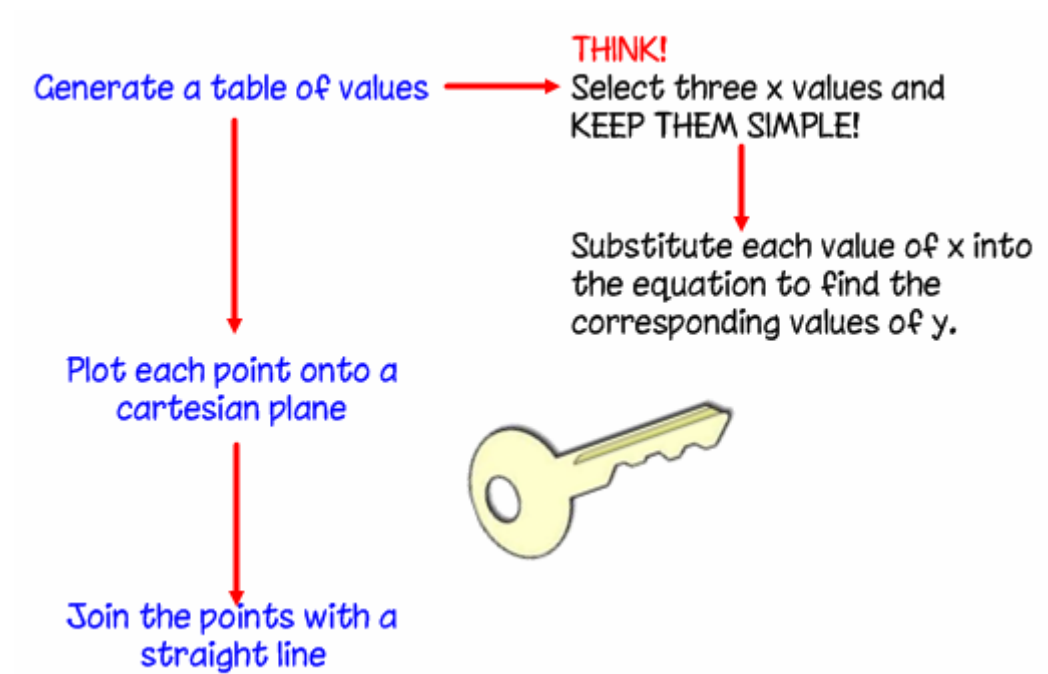 THINK!
Generate a table of values
Select three x values and
KEEP THEM SIMPLE!
Substitute each value of x into
the equation to find the
corresponding values of y.
Plot each point onto a
cartesian plane
Join the points with a
straight line